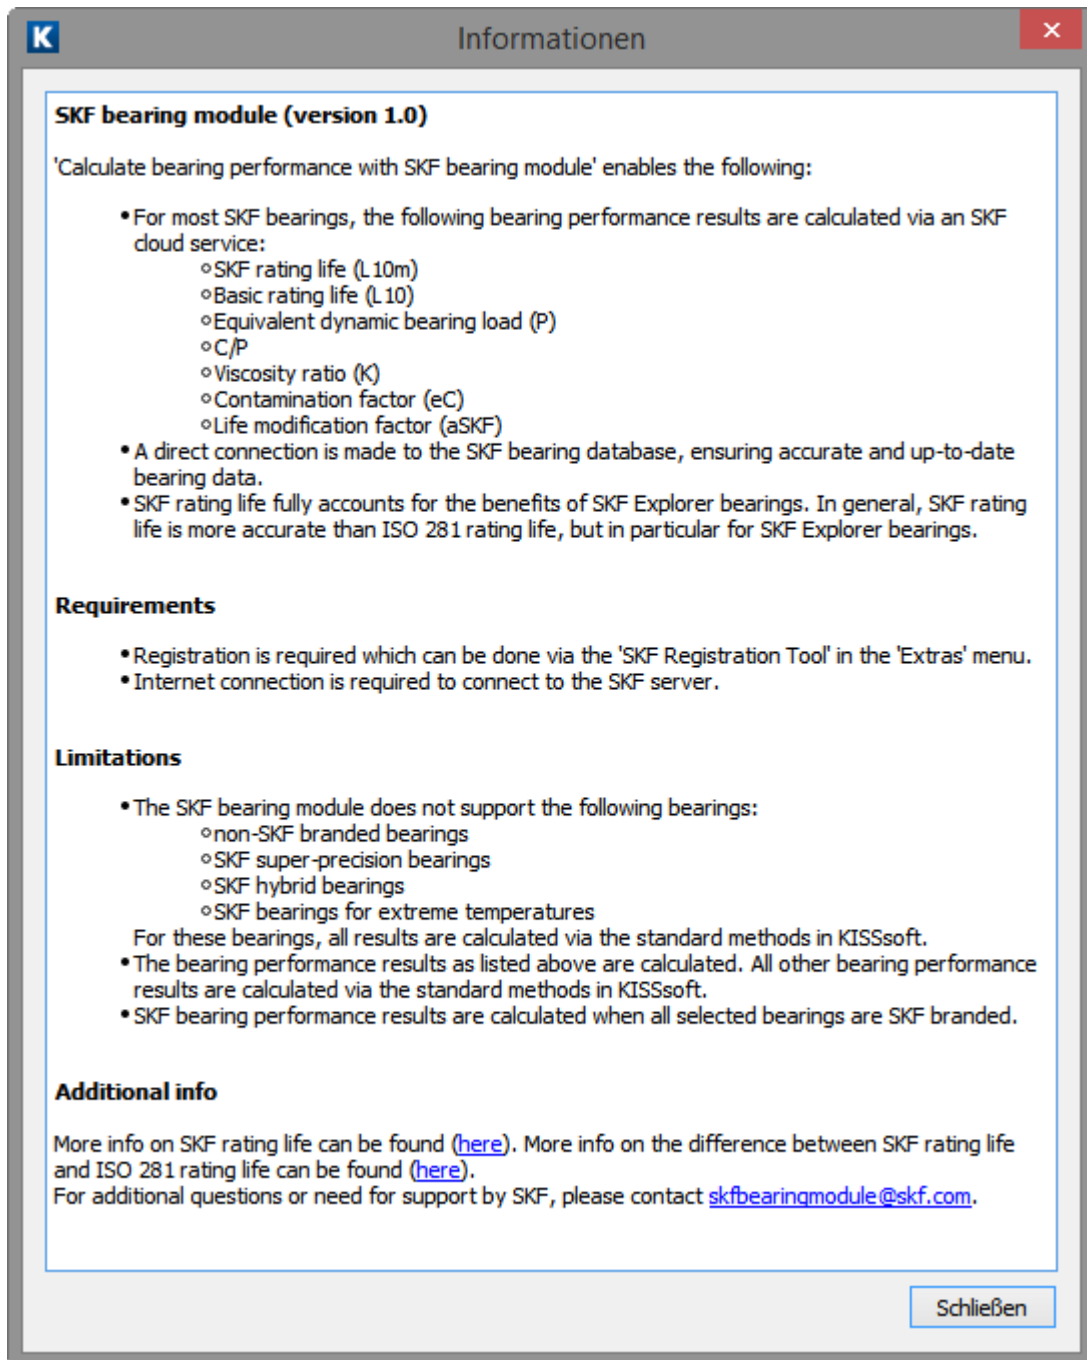 K
Informationen
SKF bearing module (version 1.0)
'Calculate bearing performance with SKF bearing module' enables the following:
• For most SKF bearings, the following bearing performance results are calculated via an SKF
cloud service:
○ SKF rating life (L10m)
○ Basic rating life (L10)
○ Equivalent dynamic bearing load (P)
○ C/P
○ Viscosity ratio (K)
○ Contamination factor (eC)
○ Life modification factor (aSKF)
• A direct connection is made to the SKF bearing database, ensuring accurate and up-to-date
bearing data.
• SKF rating life fully accounts for the benefits of SKF Explorer bearings. In general, SKF rating
life is more accurate than ISO 281 rating life, but in particular for SKF Explorer bearings.
Requirements
• Registration is required which can be done via the 'SKF Registration Tool' in the 'Extras' menu.
• Internet connection is required to connect to the SKF server.
Limitations
• The SKF bearing module does not support the following bearings:
○ non-SKF branded bearings
○ SKF super-precision bearings
○ SKF hybrid bearings
○ SKF bearings for extreme temperatures
For these bearings, all results are calculated via the standard methods in KISSsoft.
• The bearing performance results as listed above are calculated. All other bearing performance
results are calculated via the standard methods in KISSsoft.
• SKF bearing performance results are calculated when all selected bearings are SKF branded.
Additional info
More info on SKF rating life can be found (here). More info on the difference between SKF rating life
and ISO 281 rating life can be found (here).
For additional questions or need for support by SKF, please contact skfbearingmodule@skf.com.
Schließen